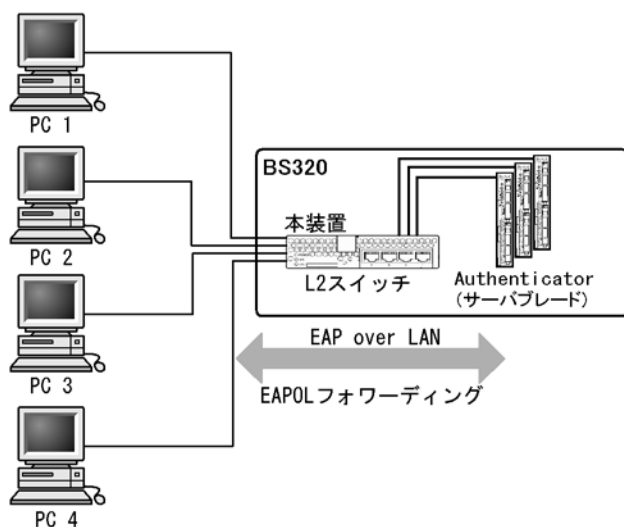 PC 1
PC 2
PC 3
PC 4
BS320
本装置
L2スイッチ
Authenticator
(サーバブレード)
EAP over LAN
EAPOLフォワーディング